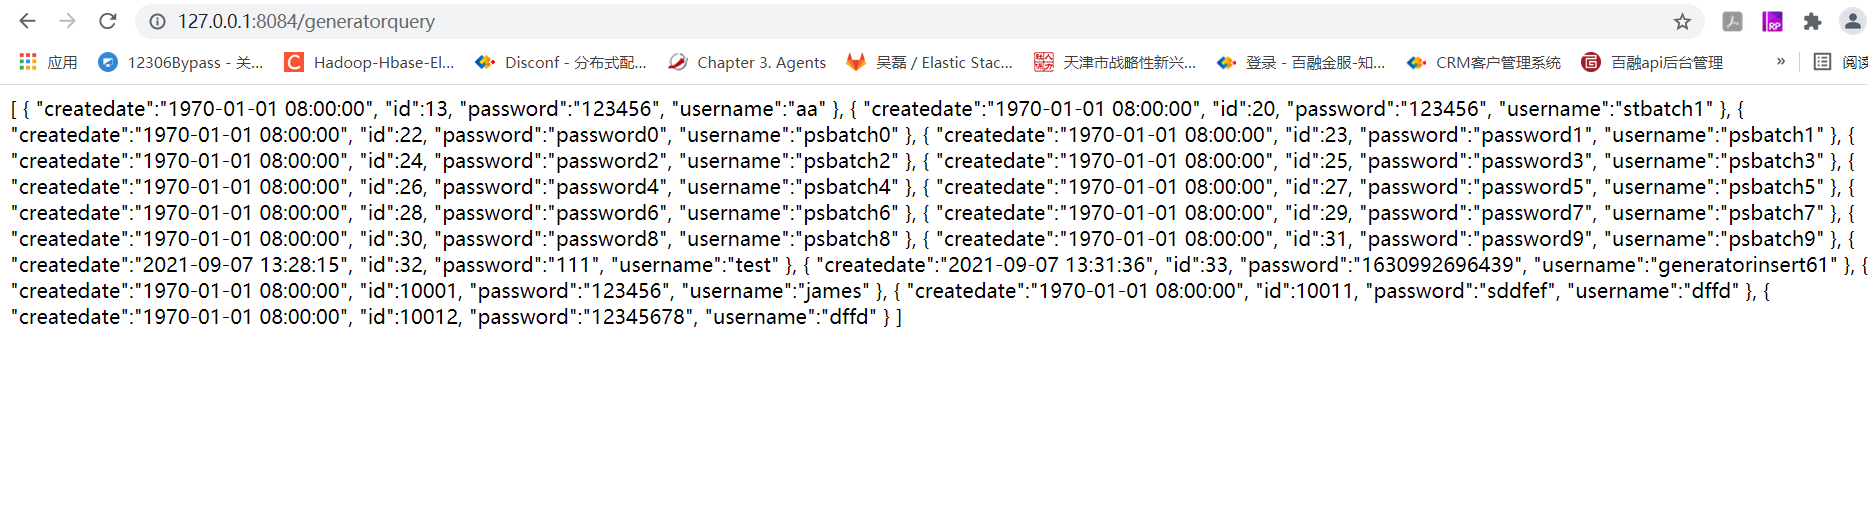 127.0.0.1:8084/generatorquery
应用 12306Bypass - 关... Hadoop-Hbase-El... Disconf - 分布式配... Chapter 3. Agents 吴磊 / Elastic Stac... 天津市战略性新兴... 登录 - 百融金服-知... CRM客户管理系统 百融api后台管理 » 阅读
[ { "createdate":"1970-01-01 08:00:00", "id":13, "password":"123456", "username":"aa" }, { "createdate":"1970-01-01 08:00:00", "id":20, "password":"123456", "username":"stbatch1" }, {
"createdate":"1970-01-01 08:00:00", "id":22, "password":"password0", "username":"psbatch0" }, { "createdate":"1970-01-01 08:00:00", "id":23, "password":"password1", "username":"psbatch1" }, {
"createdate":"1970-01-01 08:00:00", "id":24, "password":"password2", "username":"psbatch2" }, { "createdate":"1970-01-01 08:00:00", "id":25, "password":"password3", "username":"psbatch3" }, {
"createdate":"1970-01-01 08:00:00", "id":26, "password":"password4", "username":"psbatch4" }, { "createdate":"1970-01-01 08:00:00", "id":27, "password":"password5", "username":"psbatch5" }, {
"createdate":"1970-01-01 08:00:00", "id":28, "password":"password6", "username":"psbatch6" }, { "createdate":"1970-01-01 08:00:00", "id":29, "password":"password7", "username":"psbatch7" }, {
"createdate":"1970-01-01 08:00:00", "id":30, "password":"password8", "username":"psbatch8" }, { "createdate":"1970-01-01 08:00:00", "id":31, "password":"password9", "username":"psbatch9" }, {
"createdate":"2021-09-07 13:28:15", "id":32, "password":"111", "username":"test" }, { "createdate":"2021-09-07 13:31:36", "id":33, "password":"1630992696439", "username":"generatorinsert61" }, {
"createdate":"1970-01-01 08:00:00", "id":10001, "password":"123456", "username":"james" }, { "createdate":"1970-01-01 08:00:00", "id":10011, "password":"sddfef", "username":"dffd" }, {
"createdate":"1970-01-01 08:00:00", "id":10012, "password":"12345678", "username":"dffd" } ]